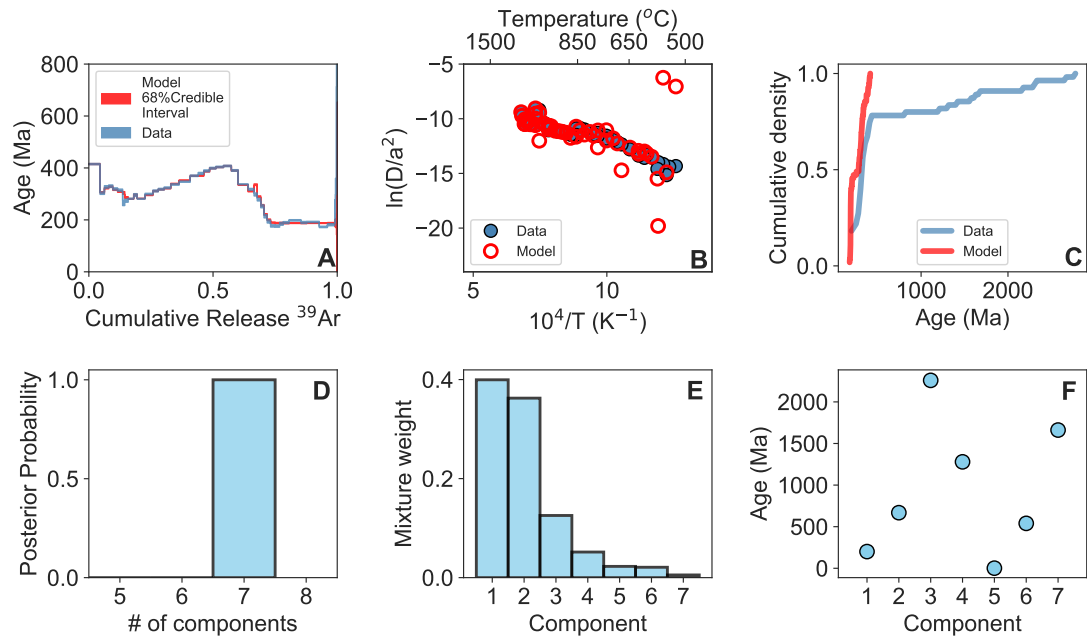 Temperature (°C)
1500 850 650 500
800
600
400
200
0
Age (Ma)
Model
68%Credible
Interval
Data
A
0.0 0.5 1.0
Cumulative Release ³⁹Ar
−5
−10
−15
−20
ln(D/a²)
Data
Model
B
5 10
10⁴/T (K⁻¹)
1.0
0.5
0.0
Cumulative density
Data
Model
C
1000 2000
Age (Ma)
1.0
0.5
0.0
Posterior Probability
D
5 6 7 8
# of components
0.4
0.2
0.0
Mixture weight
E
1 2 3 4 5 6 7
Component
2000
1500
1000
500
0
Age (Ma)
F
1 2 3 4 5 6 7
Component